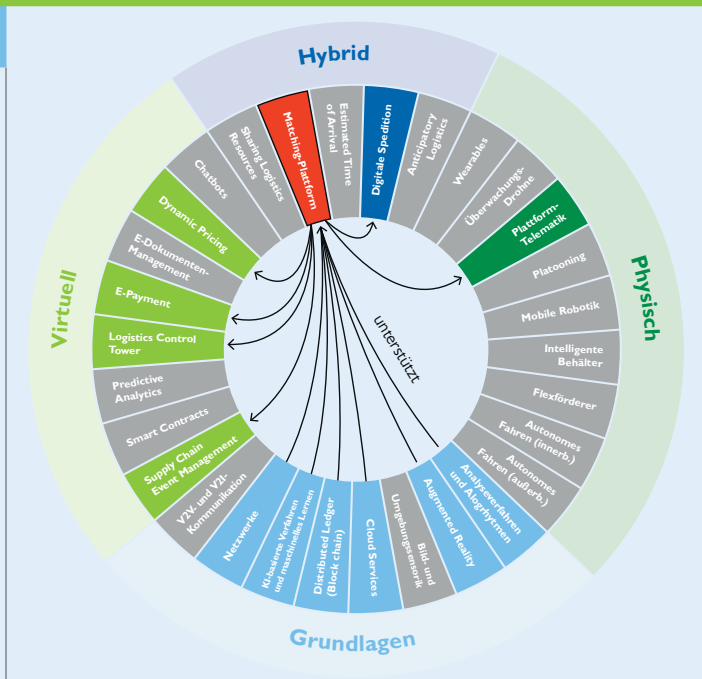 Hybrid
Sharing Logistics
Resources
Matching-Plattform
Estimated Time
of Arrival
Digitale Spedition
Anticipatory
Logistics
Physisch
Wearables
Überwachungs-
Drohne
Plattform-
Telematik
Platooning
Mobile Robotik
Intelligente
Behälter
Flexförderer
Autonomes
Fahren (innerb.)
Autonomes
Fahren (außerb.)
Grundlagen
Analyseverfahren
und Alogrhytmen
Augmented Reality
Bild- und
Umgebungssensorik
Cloud Services
Distributed Ledger
(Block chain)
KI-basierte Verfahren
und maschinelles Lernen
Netzwerke
V2V- und V2I-
Kommunikation
Virtuell
Supply Chain
Event Management
Smart Contracts
Predictive
Analytics
Logistics Control
Tower
E-Payment
E-Dokumenten-
Management
Dynamic Pricing
Chatbots
unterstützt